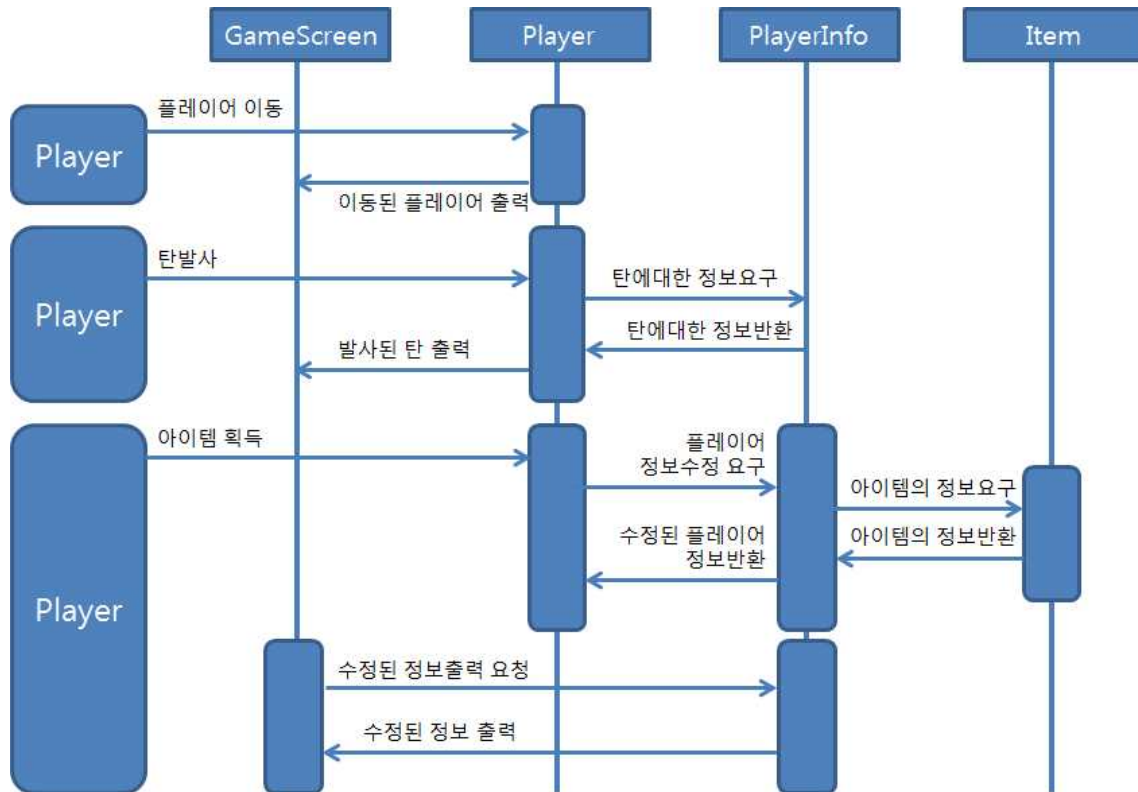 GameScreen
Player
PlayerInfo
Item
Player
플레이어 이동
이동된 플레이어 출력
Player
탄발사
탄에대한 정보요구
탄에대한 정보반환
발사된 탄 출력
Player
아이템 획득
플레이어
정보수정 요구
아이템의 정보요구
아이템의 정보반환
수정된 플레이어
정보반환
수정된 정보출력 요청
수정된 정보 출력